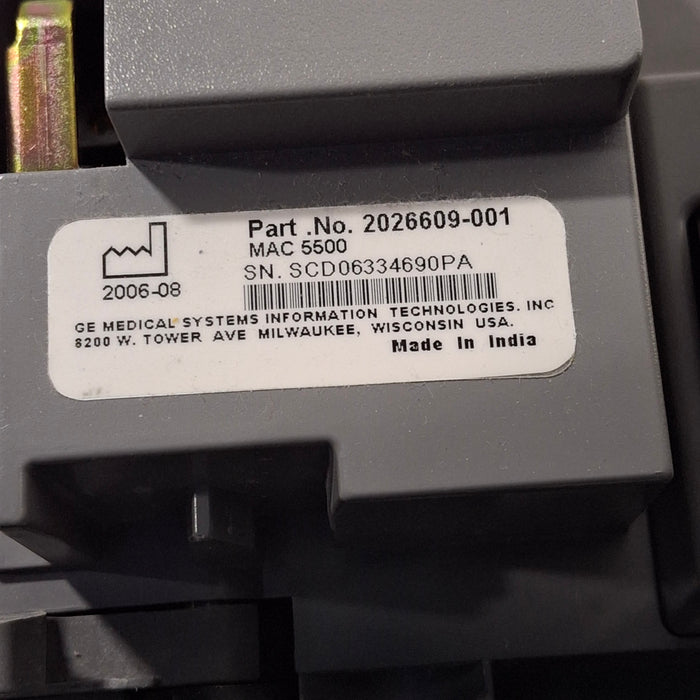 Part .No. 2026609-001
MAC 5500
SN. SCD06334690PA
2006-08
GE MEDICAL SYSTEMS INFORMATION TECHNOLOGIES. INC
8200 W. TOWER AVE MILWAUKEE, WISCONSIN USA.
Made In India